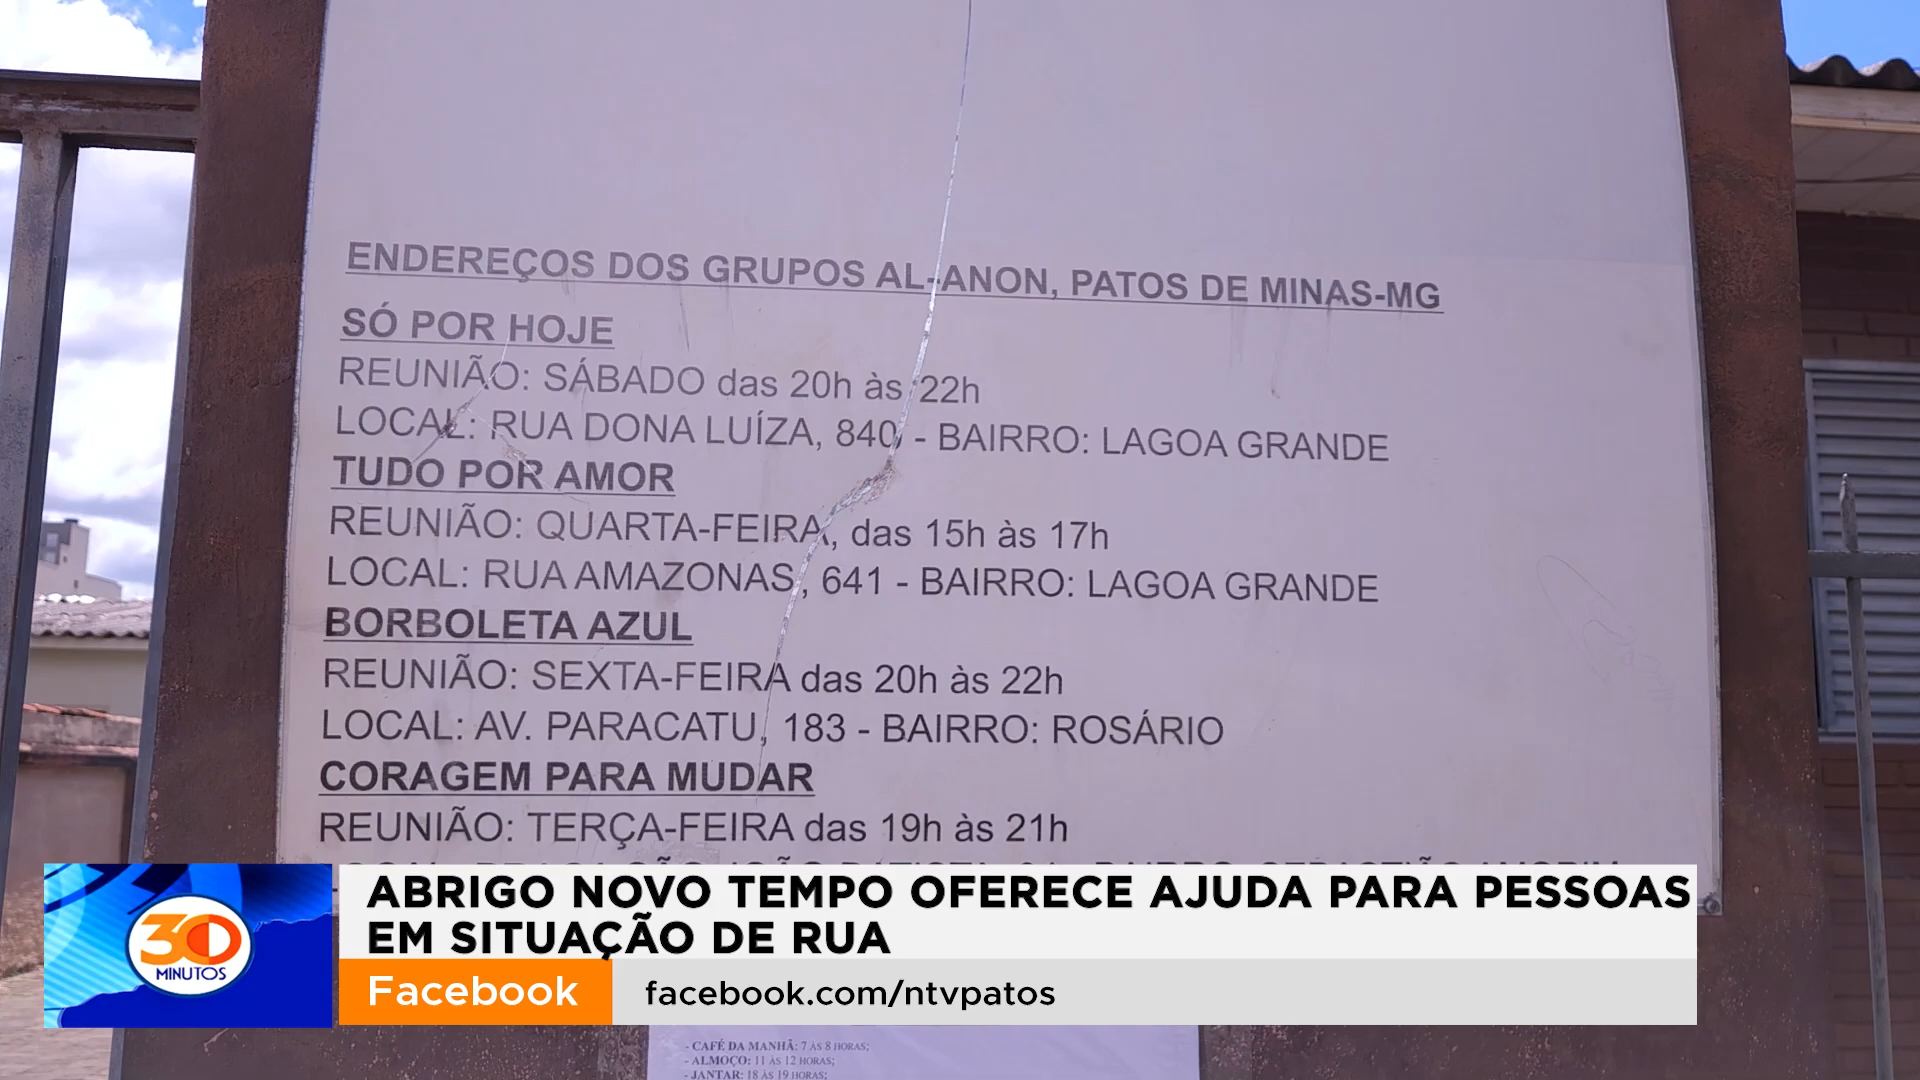 ENDEREÇOS DOS GRUPOS AL-ANON, PATOS DE MINAS-MG
SÓ POR HOJE
REUNIÃO: SÁBADO das 20h às 22h
LOCAL: RUA DONA LUÍZA, 840 - BAIRRO: LAGOA GRANDE
TUDO POR AMOR
REUNIÃO: QUARTA-FEIRA, das 15h às 17h
LOCAL: RUA AMAZONAS, 641 - BAIRRO: LAGOA GRANDE
BORBOLETA AZUL
REUNIÃO: SEXTA-FEIRA das 20h às 22h
LOCAL: AV. PARACATU, 183 - BAIRRO: ROSÁRIO
CORAGEM PARA MUDAR
REUNIÃO: TERÇA-FEIRA das 19h às 21h
30
MINUTOS
ABRIGO NOVO TEMPO OFERECE AJUDA PARA PESSOAS
EM SITUAÇÃO DE RUA
Facebook facebook.com/ntvpatos
- CAFÉ DA MANHÃ: 7 ÀS 8 HORAS;
- ALMOÇO: 11 ÀS 12 HORAS;
- JANTAR: 18 ÀS 19 HORAS;